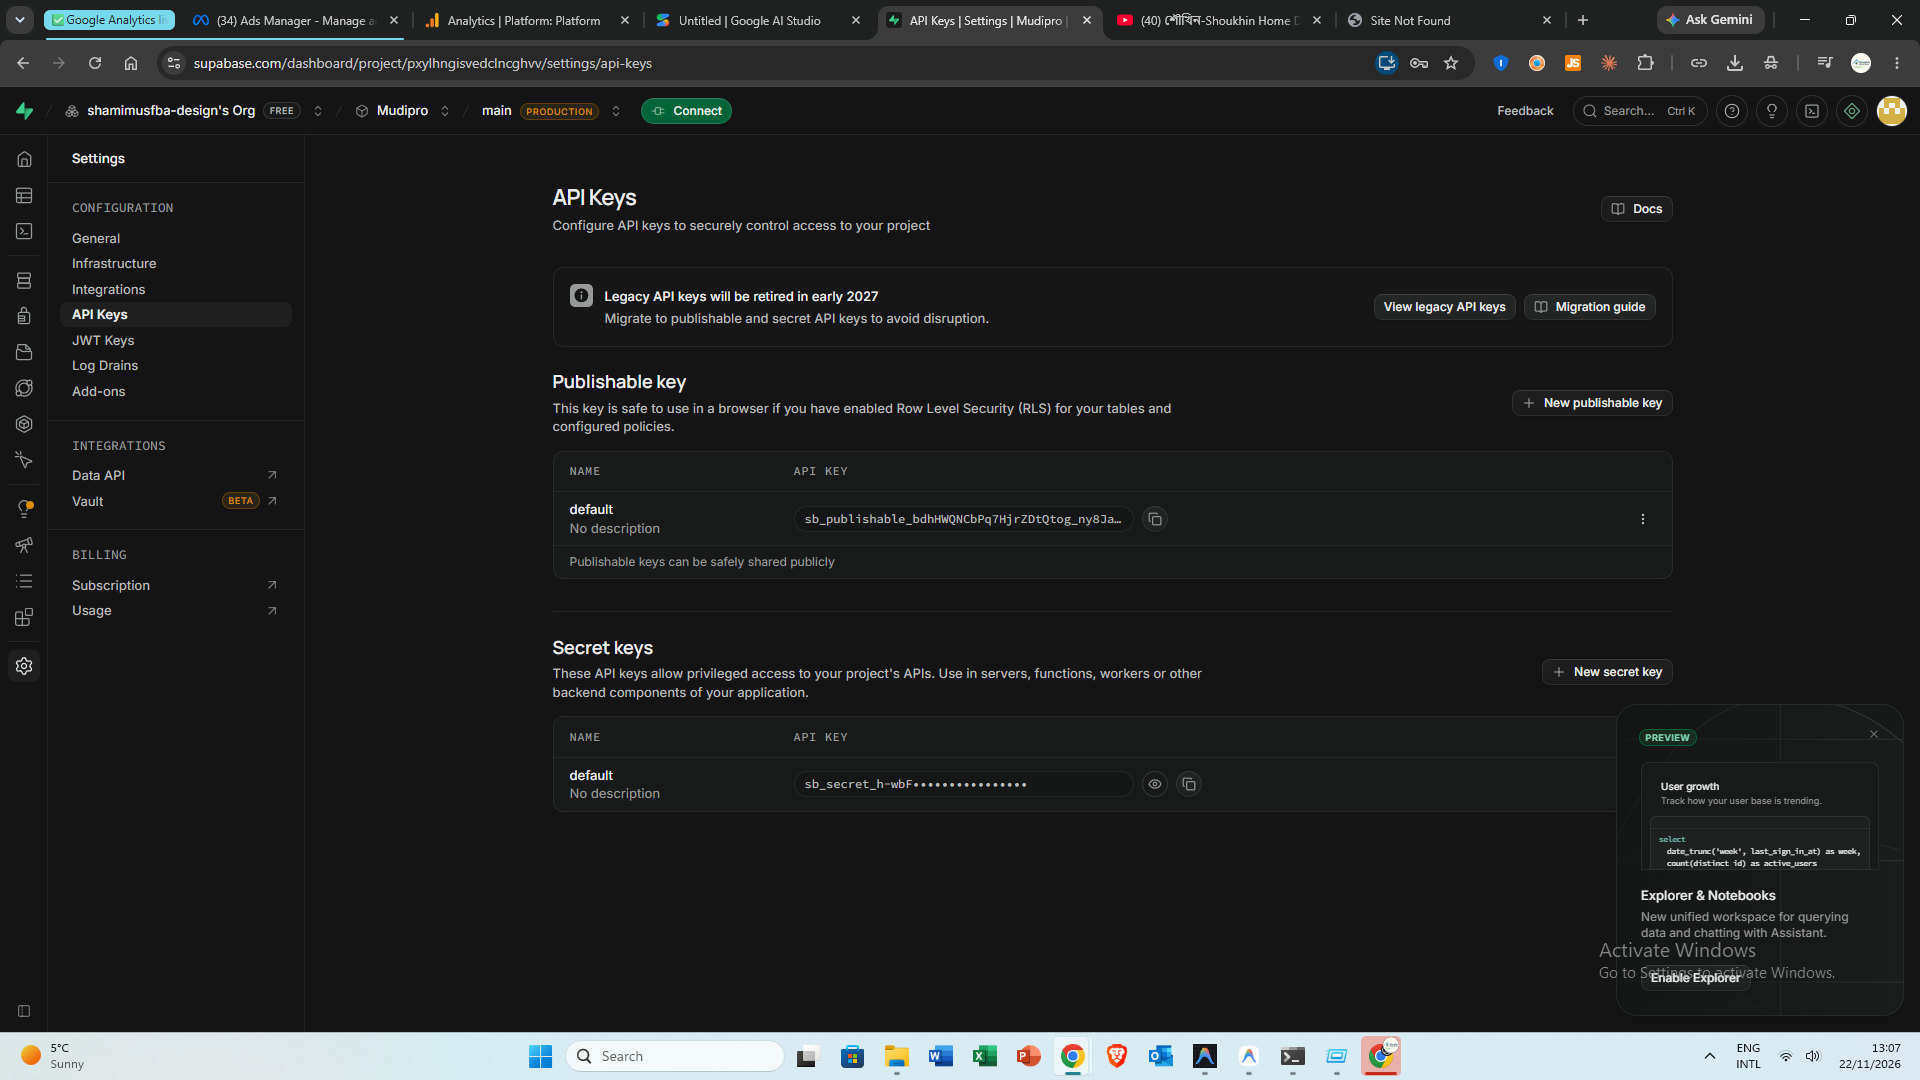 Google Analytics
(34) Ads Manager - Manage
Analytics | Platform: Platform
Untitled | Google AI Studio
API Keys | Settings | Mudipro |
(40) শৌখিন-Shoukhin Home
Site Not Found
Ask Gemini
supabase.com/dashboard/project/pxylhngisvedclncghvv/settings/api-keys
shamimusfba-design's Org FREE / Mudipro / main PRODUCTION Connect
Feedback Search... Ctrl K
Settings
CONFIGURATION
General
Infrastructure
Integrations
API Keys
JWT Keys
Log Drains
Add-ons
INTEGRATIONS
Data API
Vault BETA
BILLING
Subscription
Usage
API Keys
Configure API keys to securely control access to your project
Docs
Legacy API keys will be retired in early 2027
Migrate to publishable and secret API keys to avoid disruption.
View legacy API keys Migration guide
Publishable key
This key is safe to use in a browser if you have enabled Row Level Security (RLS) for your tables and
configured policies.
New publishable key
NAME API KEY
default
No description
sb_publishable_bdhHWQNCbPq7HjrZDtQtog_ny8Ja…
Publishable keys can be safely shared publicly
Secret keys
These API keys allow privileged access to your project's APIs. Use in servers, functions, workers or other
backend components of your application.
New secret key
NAME API KEY
default
No description
sb_secret_h-wbF••••••••••••••••
PREVIEW
User growth
Track how your user base is trending.
select
date_trunc('week', last_sign_in_at) as week,
count(distinct id) as active_users
Explorer & Notebooks
New unified workspace for querying
data and chatting with Assistant.
Enable Explorer
Activate Windows
Go to Settings to activate Windows.
5°C
Sunny
Search
ENG
INTL
13:07
22/11/2026